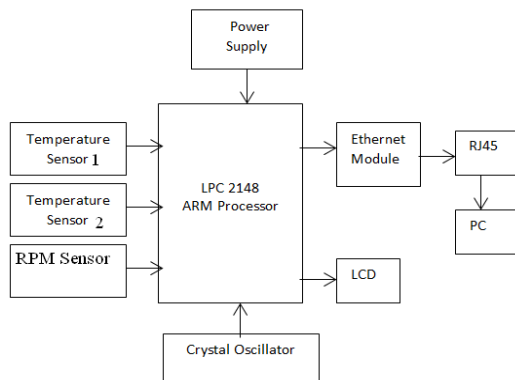 Power
Supply
Temperature
Sensor 1
Temperature
Sensor 2
RPM Sensor
LPC 2148
ARM Processor
Ethernet
Module
RJ45
PC
LCD
Crystal Oscillator